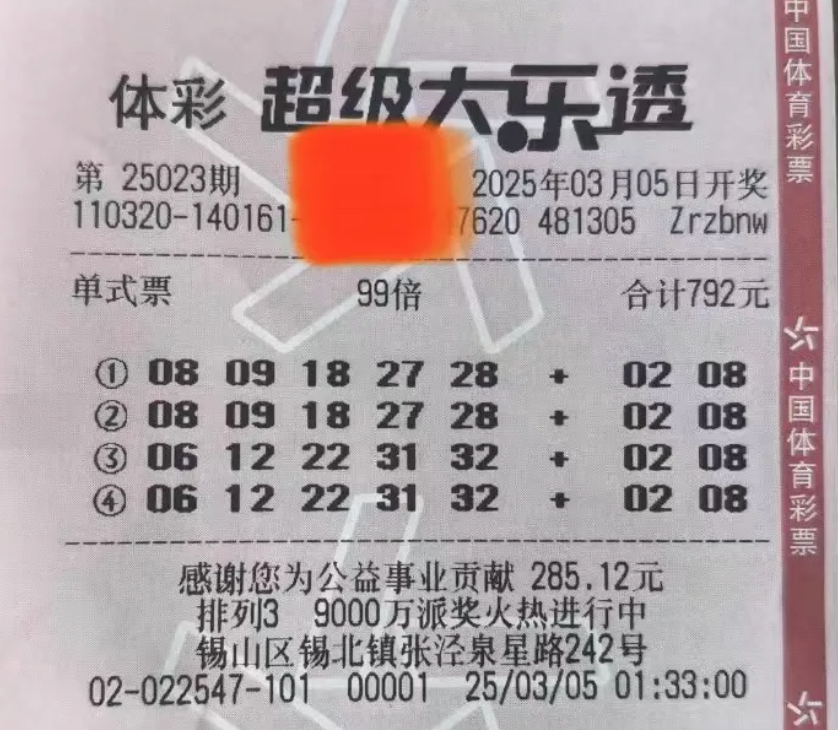 体彩 超级大乐透
第 25023期 2025年03月05日开奖
110320-140161- 7620 481305 Zrzbnw
单式票 99倍 合计792元
① 08 09 18 27 28 + 02 08
② 08 09 18 27 28 + 02 08
③ 06 12 22 31 32 + 02 08
④ 06 12 22 31 32 + 02 08
感谢您为公益事业贡献 285.12元
排列3 9000万派奖火热进行中
锡山区锡北镇张泾泉星路242号
02-022547-101 00001 25/03/05 01:33:00
中国体育彩票
中国体育彩票